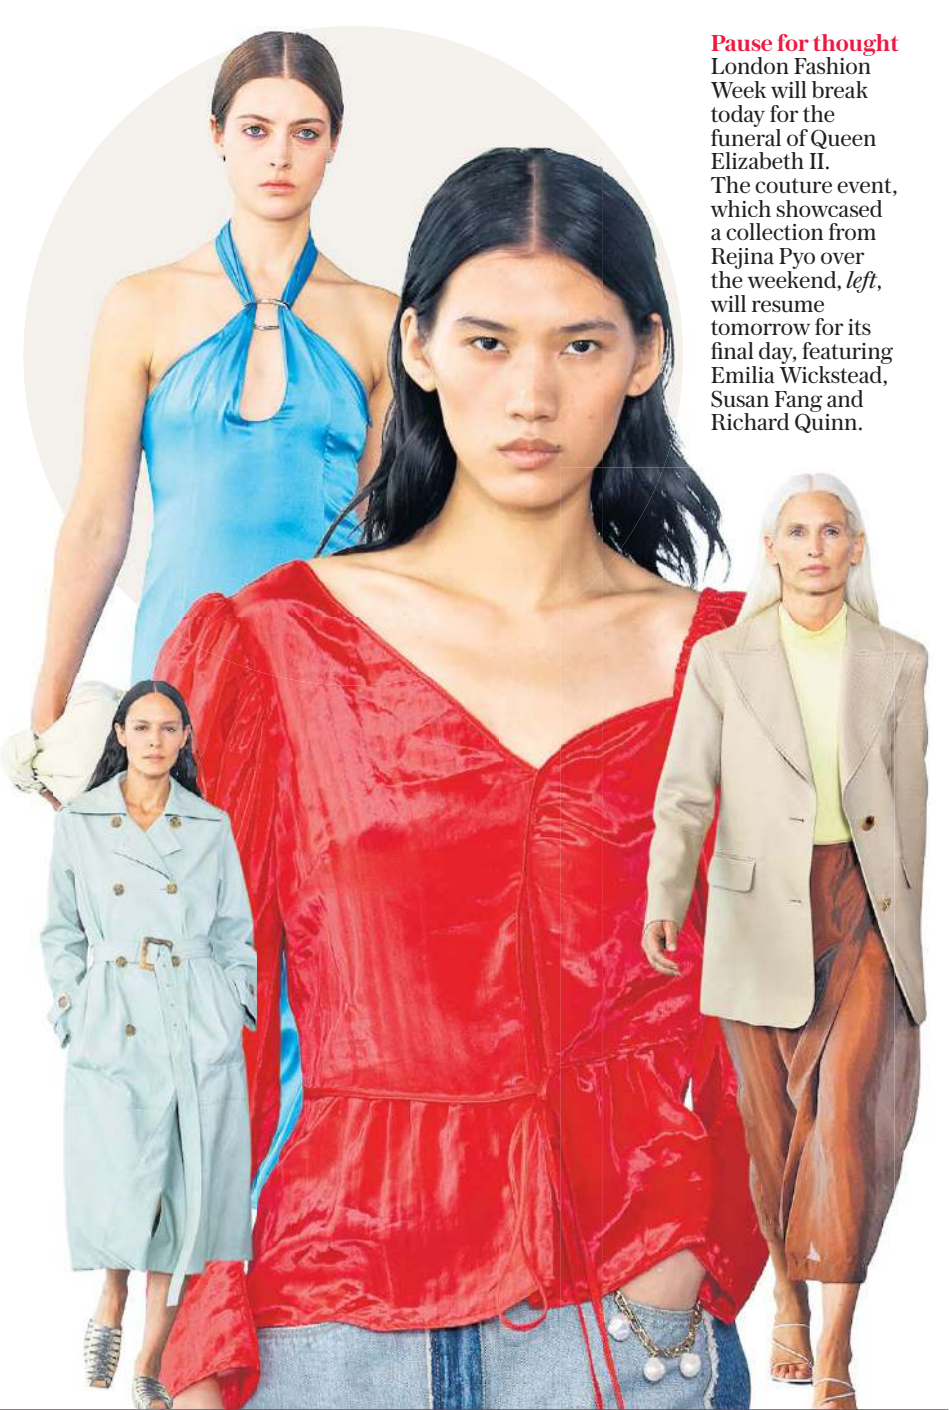 Pause for thought
London Fashion
Week will break
today for the
funeral of Queen
Elizabeth II.
The couture event,
which showcased
a collection from
Rejina Pyo over
the weekend, left,
will resume
tomorrow for its
final day, featuring
Emilia Wickstead,
Susan Fang and
Richard Quinn.